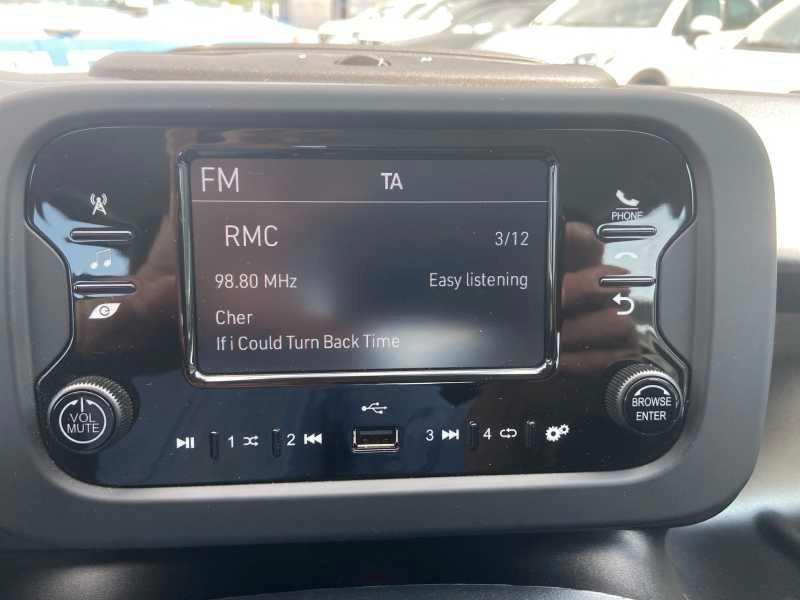 FM TA
RMC 3/12
98.80 MHz Easy listening
Cher
If i Could Turn Back Time
PHONE
VOL
MUTE
BROWSE
ENTER
1 2 3 4